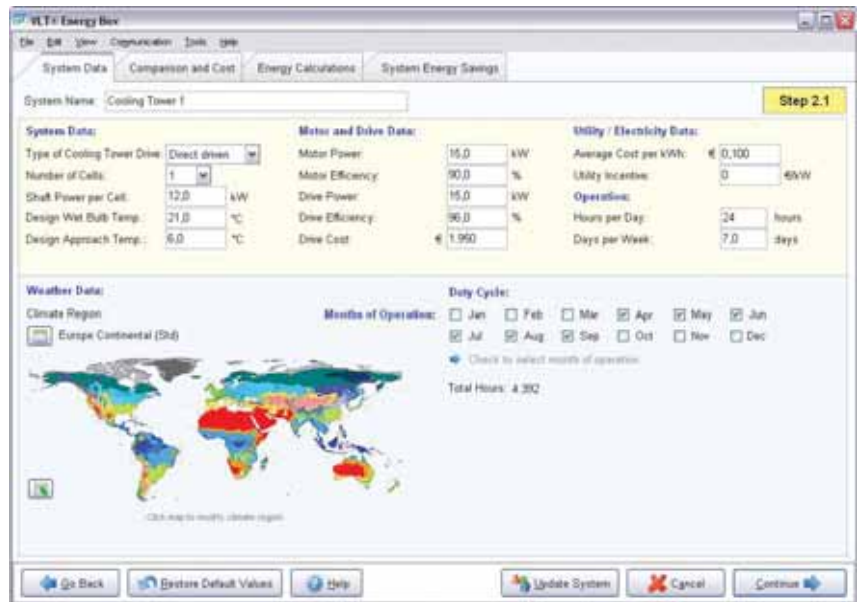 VLT® Energy Box
File Edit View Communication Tools Help
System Data Comparison and Cost Energy Calculations System Energy Savings
System Name: Cooling Tower 1
Step 2.1
System Data:
Type of Cooling Tower Drive: Direct driven
Number of Cells: 1
Shaft Power per Cell: 12,0 kW
Design Wet Bulb Temp.: 21,0 °C
Design Approach Temp.: 6,0 °C
Motor and Drive Data:
Motor Power: 15,0 kW
Motor Efficiency: 90,0 %
Drive Power: 15,0 kW
Drive Efficiency: 96,0 %
Drive Cost: € 1.950
Utility / Electricity Data:
Average Cost per kWh: € 0,100
Utility Incentive: 0 €/kW
Operation:
Hours per Day: 24 hours
Days per Week: 7,0 days
Weather Data:
Climate Region
Europe Continental (Std)
Click map to modify climate region
Duty Cycle:
Months of Operation: Jan Feb Mar Apr May Jun
Jul Aug Sep Oct Nov Dec
Check to select month of operation
Total Hours: 4.392
Go Back Restore Default Values Help Update System Cancel Continue